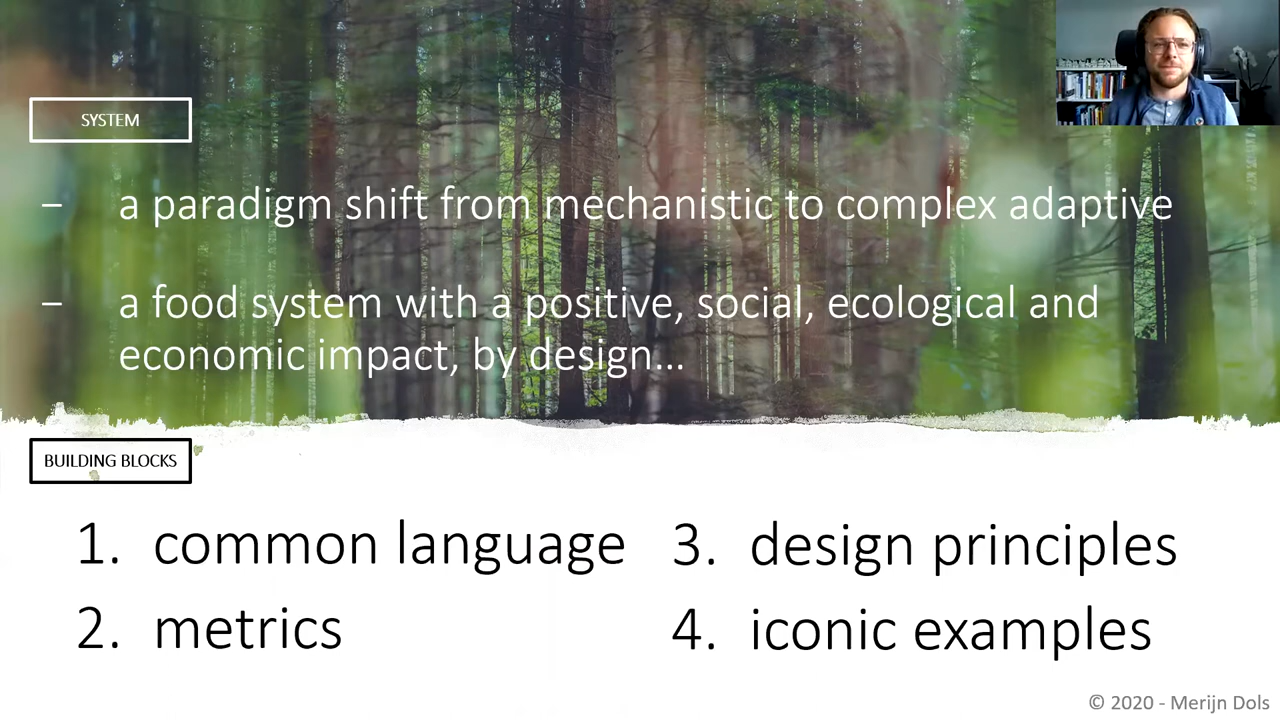 SYSTEM
– a paradigm shift from mechanistic to complex adaptive
– a food system with a positive, social, ecological and
economic impact, by design...
BUILDING BLOCKS
1. common language
2. metrics
3. design principles
4. iconic examples
© 2020 - Merijn Dols